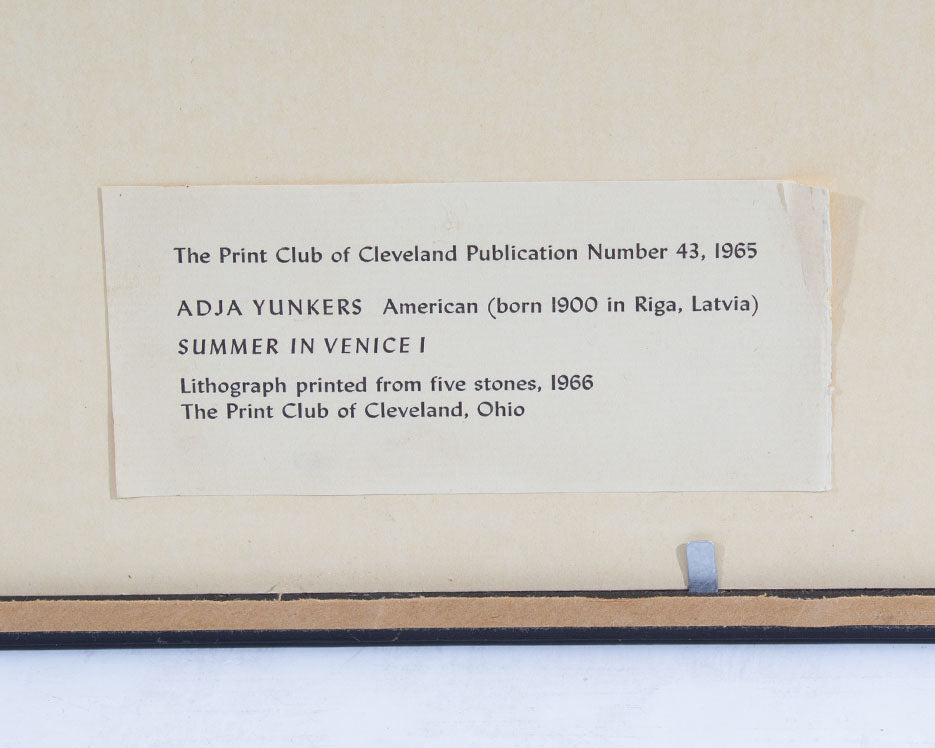 The Print Club of Cleveland Publication Number 43, 1965
ADJA YUNKERS American (born 1900 in Riga, Latvia)
SUMMER IN VENICE I
Lithograph printed from five stones, 1966
The Print Club of Cleveland, Ohio